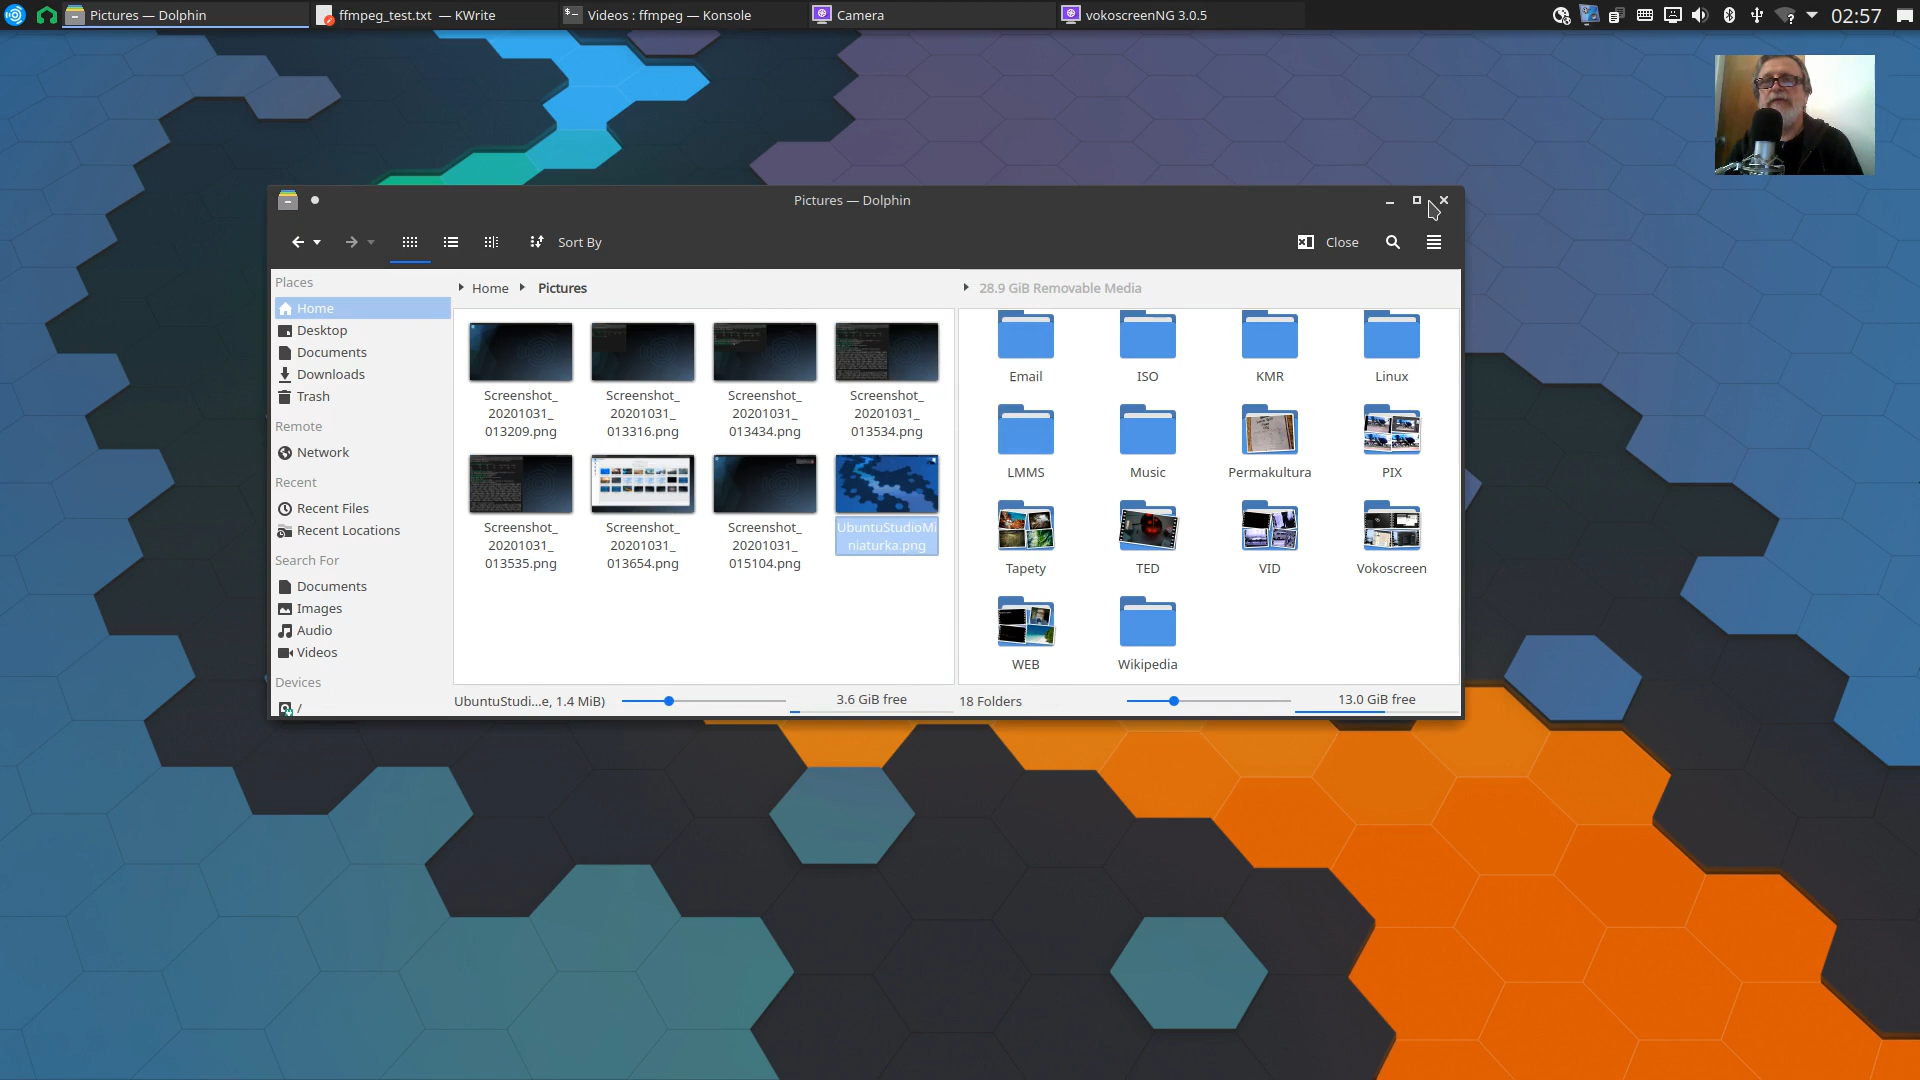 Pictures — Dolphin
ffmpeg_test.txt — KWrite
Videos : ffmpeg — Konsole
Camera
vokoscreenNG 3.0.5
02:57
Pictures — Dolphin
Sort By
Close
Places
Home
Desktop
Documents
Downloads
Trash
Remote
Network
Recent
Recent Files
Recent Locations
Search For
Documents
Images
Audio
Videos
Devices
/
Home
Pictures
Screenshot_
20201031_
013209.png
Screenshot_
20201031_
013316.png
Screenshot_
20201031_
013434.png
Screenshot_
20201031_
013534.png
Screenshot_
20201031_
013535.png
Screenshot_
20201031_
013654.png
Screenshot_
20201031_
015104.png
UbuntuStudioMi
niaturka.png
UbuntuStudi...e, 1.4 MiB)
3.6 GiB free
28.9 GiB Removable Media
Email
ISO
KMR
Linux
LMMS
Music
Permakultura
PIX
Tapety
TED
VID
Vokoscreen
WEB
Wikipedia
18 Folders
13.0 GiB free